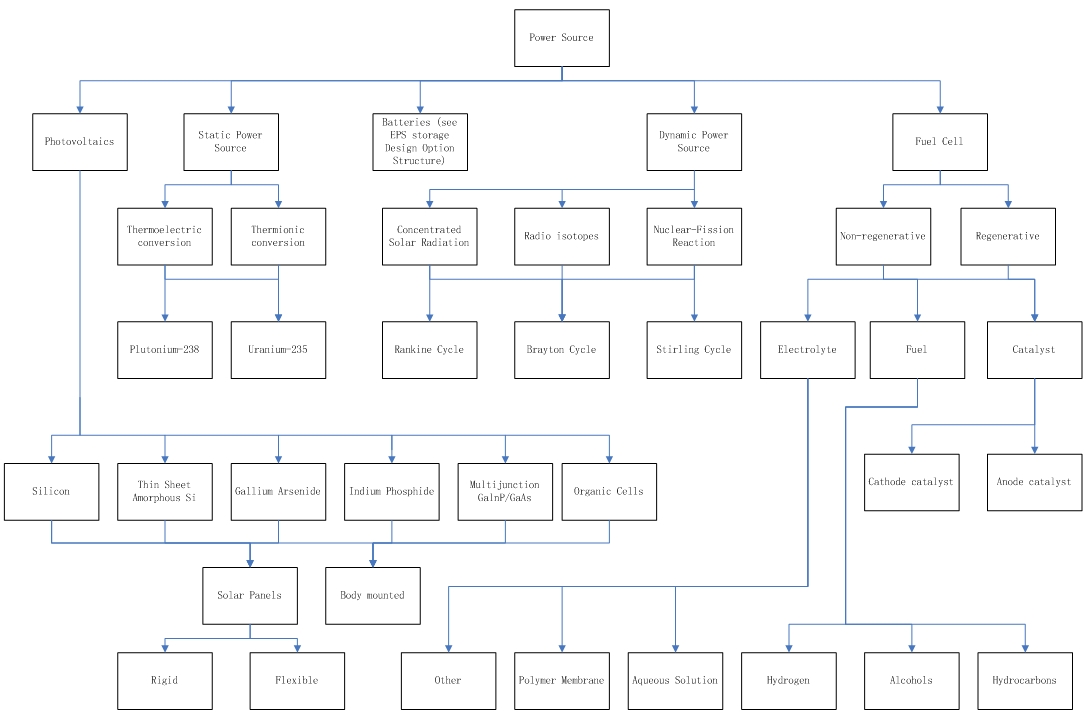 Power Source
Photovoltaics
Static Power
Source
Batteries (see
EPS storage
Design Option
Structure)
Dynamic Power
Source
Fuel Cell
Thermoelectric
conversion
Thermionic
conversion
Concentrated
Solar Radiation
Radio isotopes
Nuclear-Fission
Reaction
Non-regenerative
Regenerative
Plutonium-238
Uranium-235
Rankine Cycle
Brayton Cycle
Stirling Cycle
Electrolyte
Fuel
Catalyst
Cathode catalyst
Anode catalyst
Silicon
Thin Sheet
Amorphous Si
Gallium Arsenide
Indium Phosphide
Multijunction
GaInP/GaAs
Organic Cells
Solar Panels
Body mounted
Rigid
Flexible
Other
Polymer Membrane
Aqueous Solution
Hydrogen
Alcohols
Hydrocarbons